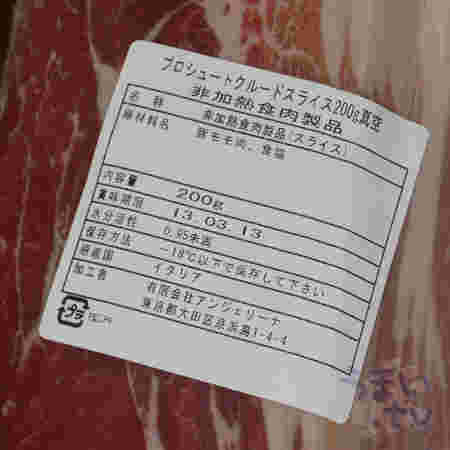 プロシュートクルードスライス200g真空
非加熱食肉製品
名 称 非加熱食肉製品(スライス)
原材料名 豚モモ肉、食塩
内容量 200g
賞味期限 13.03.13
水分活性 0.95未満
保存方法 -18℃以下で保存して下さい
原産国 イタリア
加工者 有限会社アンジェリーナ
東京都大田区京浜島1-4-4
プラ
うまい